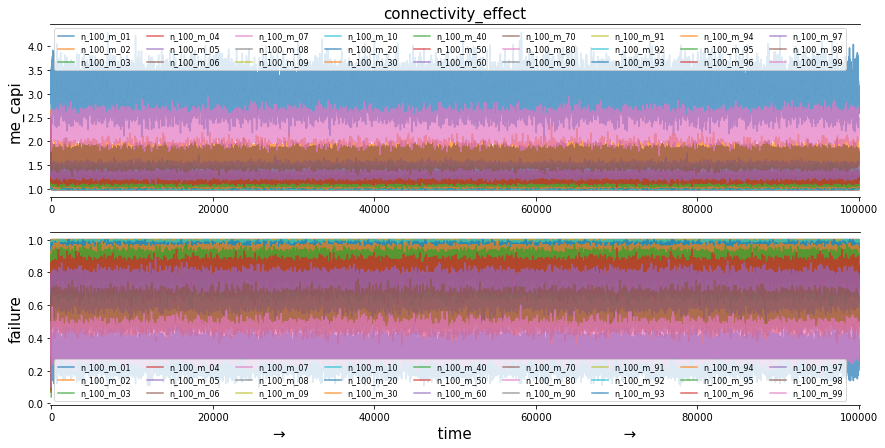 connectivity_effect
n_100_m_01 n_100_m_04 n_100_m_07 n_100_m_10 n_100_m_40 n_100_m_70 n_100_m_91 n_100_m_94 n_100_m_97
n_100_m_02 n_100_m_05 n_100_m_08 n_100_m_20 n_100_m_50 n_100_m_80 n_100_m_92 n_100_m_95 n_100_m_98
n_100_m_03 n_100_m_06 n_100_m_09 n_100_m_30 n_100_m_60 n_100_m_90 n_100_m_93 n_100_m_96 n_100_m_99
me_capi
4.0
3.5
3.0
2.5
2.0
1.5
1.0
0 20000 40000 60000 80000 100000
failure
1.0
0.8
0.6
0.4
0.2
0.0
n_100_m_01 n_100_m_04 n_100_m_07 n_100_m_10 n_100_m_40 n_100_m_70 n_100_m_91 n_100_m_94 n_100_m_97
n_100_m_02 n_100_m_05 n_100_m_08 n_100_m_20 n_100_m_50 n_100_m_80 n_100_m_92 n_100_m_95 n_100_m_98
n_100_m_03 n_100_m_06 n_100_m_09 n_100_m_30 n_100_m_60 n_100_m_90 n_100_m_93 n_100_m_96 n_100_m_99
0 20000 40000 60000 80000 100000
→ time →